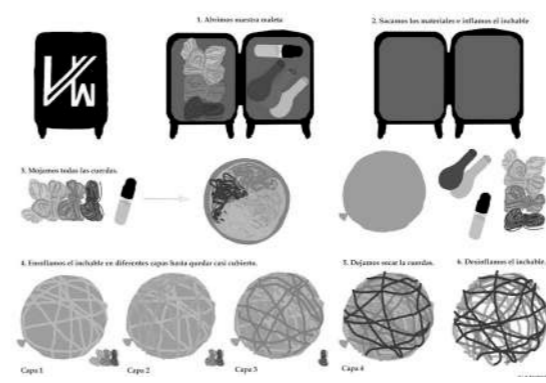 1. Abrimos nuestra maleta
2. Sacamos los materiales e inflamos el inchable
3. Mojamos todas las cuerdas.
4. Enrollamos el inchable en diferentes capas hasta quedar casi cubierto.
5. Dejamos secar la cuerdas.
6. Desinflamos el inchable.
Capa 1
Capa 2
Capa 3
Capa 4